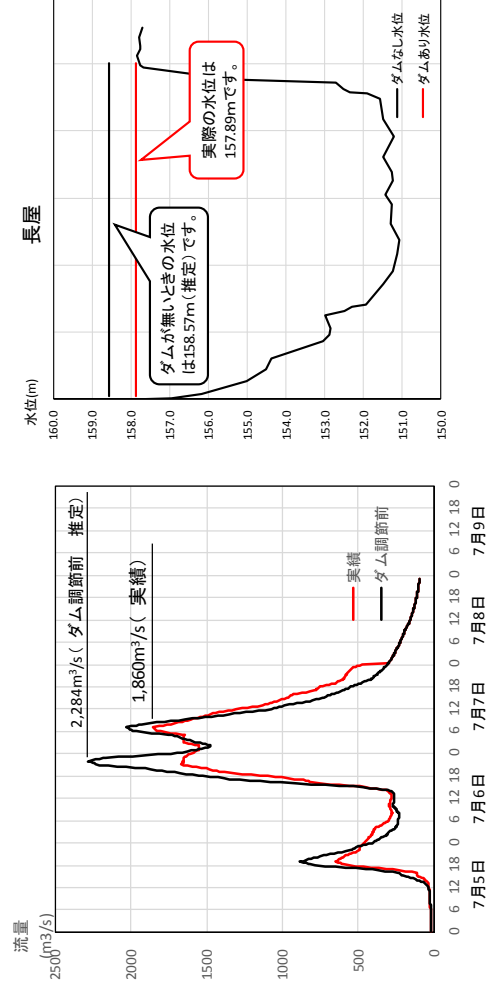 流量
(m3/s)
2500
2000
1500
1000
500
0
2,284m³/s( ダム調節前 推定)
1,860m³/s( 実績)
実績
ダム調節前
0 6 12 18 0 6 12 18 0 6 12 18 0 6 12 18 0 6 12 18 0
7月5日 7月6日 7月7日 7月8日 7月9日
長屋
水位(m)
160.0
159.0
158.0
157.0
156.0
155.0
154.0
153.0
152.0
151.0
150.0
ダムが無いときの水位
は158.57m(推定)です。
実際の水位は
157.89mです。
ダムなし水位
ダムあり水位